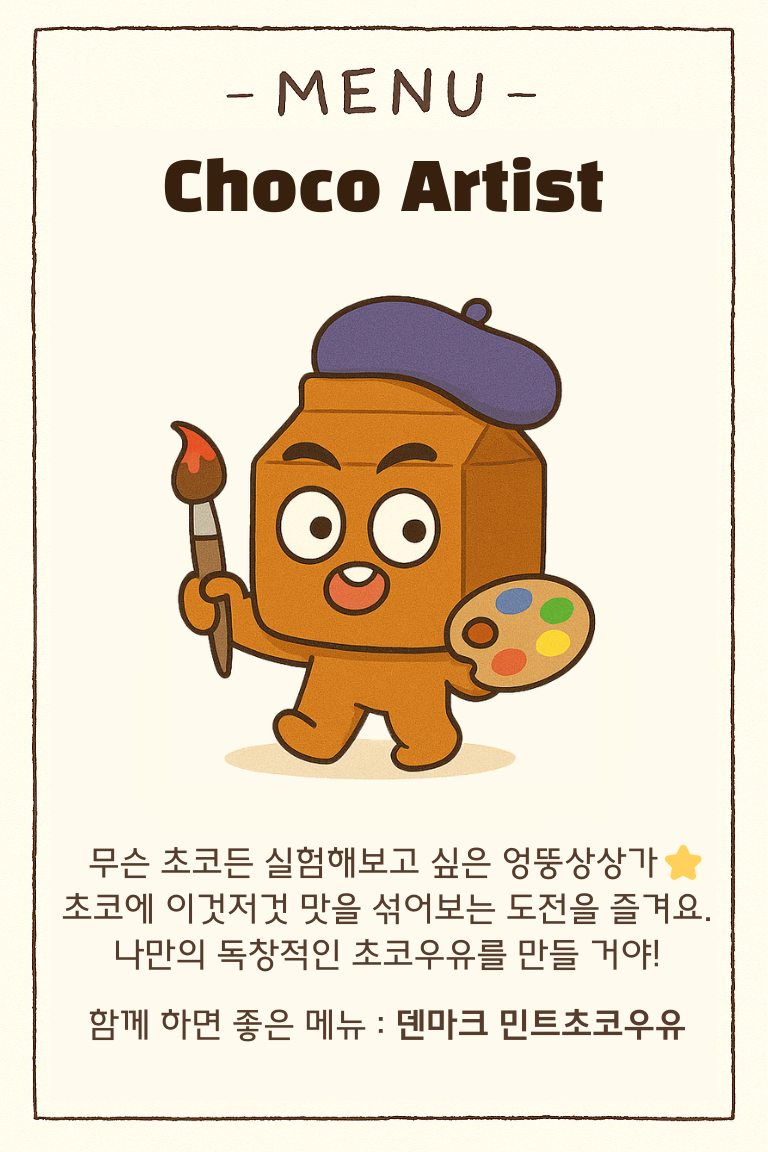 - MENU -
Choco Artist
무슨 초코든 실험해보고 싶은 엉뚱상상가⭐
초코에 이것저것 맛을 섞어보는 도전을 즐겨요.
나만의 독창적인 초코우유를 만들 거야!
함께 하면 좋은 메뉴 : 덴마크 민트초코우유